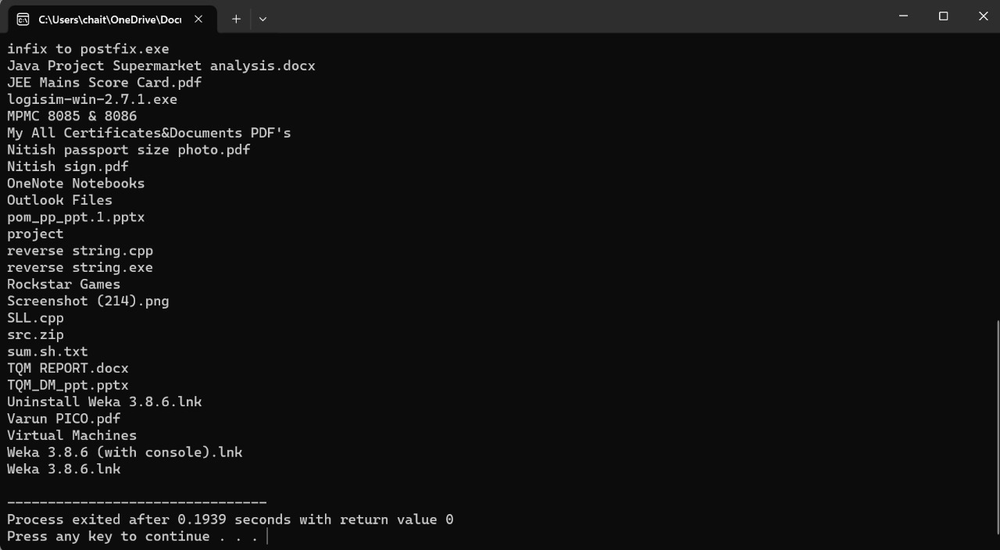 C:\Users\chait\OneDrive\Docu
infix to postfix.exe
Java Project Supermarket analysis.docx
JEE Mains Score Card.pdf
logisim-win-2.7.1.exe
MPMC 8085 & 8086
My All Certificates&Documents PDF's
Nitish passport size photo.pdf
Nitish sign.pdf
OneNote Notebooks
Outlook Files
pom_pp_ppt.1.pptx
project
reverse string.cpp
reverse string.exe
Rockstar Games
Screenshot (214).png
SLL.cpp
src.zip
sum.sh.txt
TQM REPORT.docx
TQM_DM_ppt.pptx
Uninstall Weka 3.8.6.lnk
Varun PICO.pdf
Virtual Machines
Weka 3.8.6 (with console).lnk
Weka 3.8.6.lnk
--------------------------------
Process exited after 0.1939 seconds with return value 0
Press any key to continue . . .